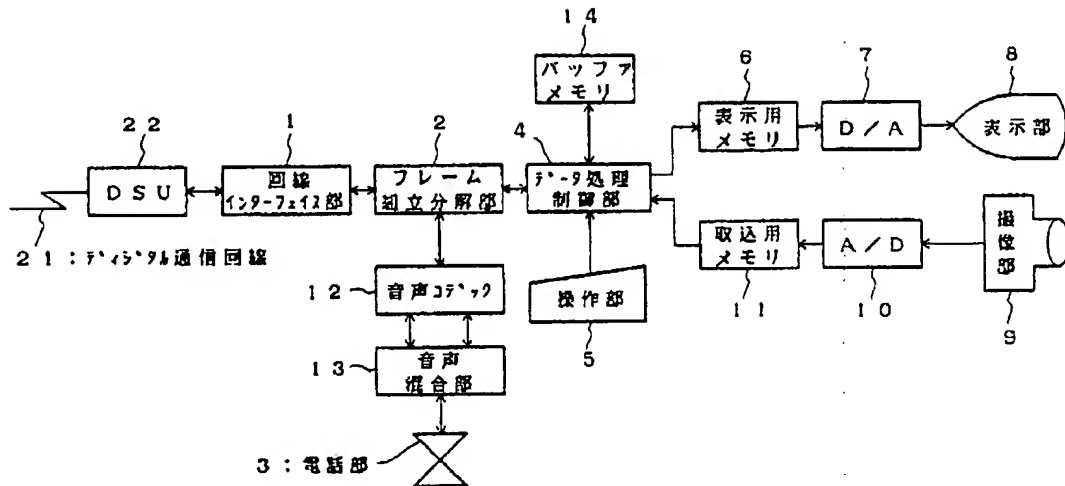 １４
バッファ
メモリ
６
７
８
表示用
メモリ
Ｄ／Ａ
表示部
２２
１
２
４
ＤＳＵ
回線
インターフェイス部
フレーム
組立分解部
データ処理
制御部
２１：ディジタル通信回線
取込用
メモリ
Ａ／Ｄ
撮像部
１２
音声コデック
操作部
１１
１０
９
５
１３
音声
混合部
３：電話部